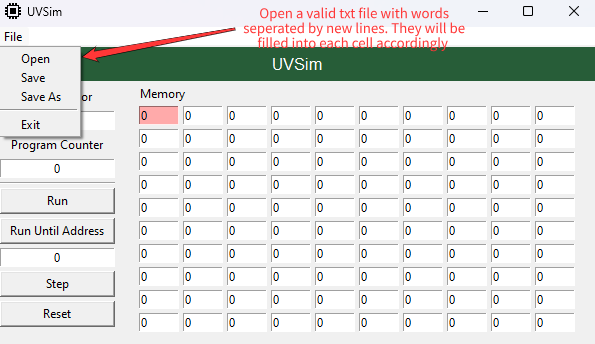 UVSim
Open a valid txt file with words
seperated by new lines. They will be
filled into each cell accordingly
File
UVSim
Open
Save
Save As
Exit
or
Memory
Program Counter
0
Run
Run Until Address
0
Step
Reset
0 0 0 0 0 0 0 0 0 0
0 0 0 0 0 0 0 0 0 0
0 0 0 0 0 0 0 0 0 0
0 0 0 0 0 0 0 0 0 0
0 0 0 0 0 0 0 0 0 0
0 0 0 0 0 0 0 0 0 0
0 0 0 0 0 0 0 0 0 0
0 0 0 0 0 0 0 0 0 0
0 0 0 0 0 0 0 0 0 0
0 0 0 0 0 0 0 0 0 0